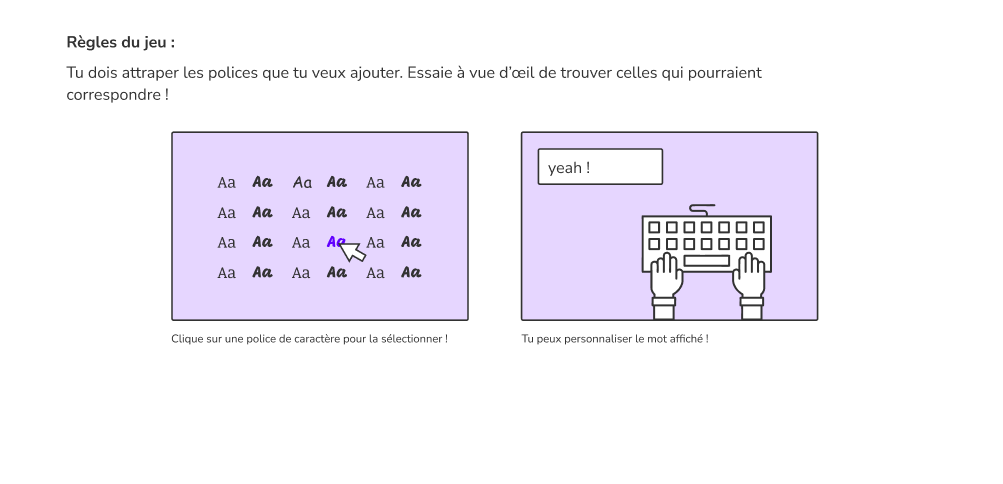 Règles du jeu :
Tu dois attraper les polices que tu veux ajouter. Essaie à vue d’œil de trouver celles qui pourraient
correspondre !
Aa Aa Aa Aa Aa Aa
Aa Aa Aa Aa Aa Aa
Aa Aa Aa Aa Aa Aa
Aa Aa Aa Aa Aa Aa
yeah !
Clique sur une police de caractère pour la sélectionner !
Tu peux personnaliser le mot affiché !